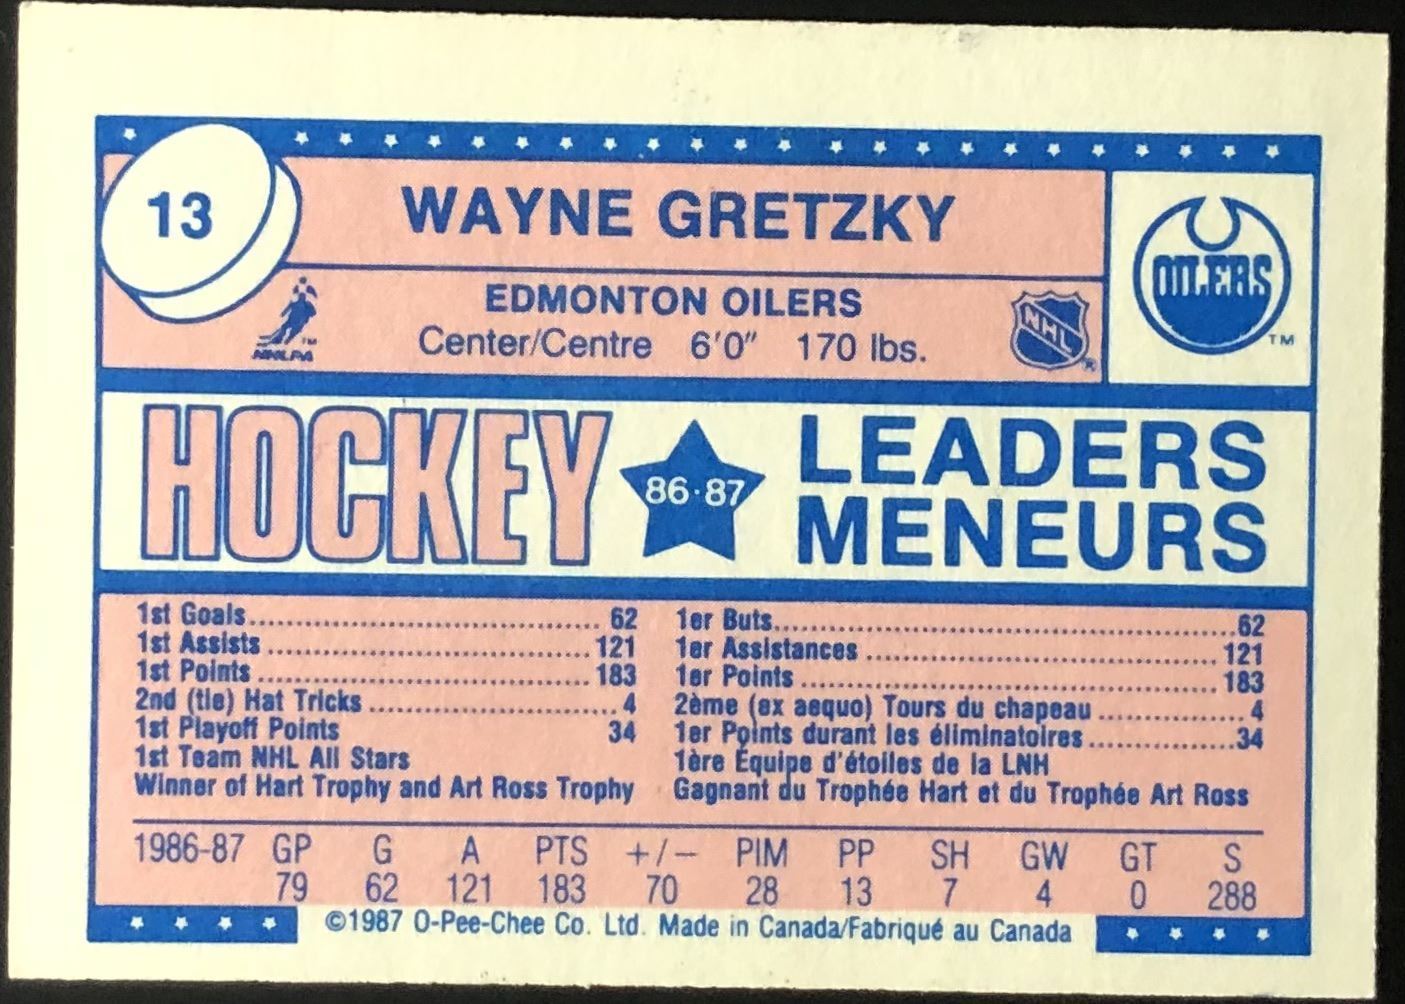 13
WAYNE GRETZKY
OILERS
TM
EDMONTON OILERS
Center/Centre 6'0" 170 lbs.
TM
NHLPA
NHL
®
HOCKEY
86·87
LEADERS
MENEURS
1st Goals 62
1st Assists 121
1st Points 183
2nd (tie) Hat Tricks 4
1st Playoff Points 34
1st Team NHL All Stars
Winner of Hart Trophy and Art Ross Trophy
1er Buts 62
1er Assistances 121
1er Points 183
2ème (ex aequo) Tours du chapeau 4
1er Points durant les éliminatoires 34
1ère Équipe d'étoiles de la LNH
Gagnant du Trophée Hart et du Trophée Art Ross
1986-87 GP G A PTS +/− PIM PP SH GW GT S
79 62 121 183 70 28 13 7 4 0 288
©1987 O-Pee-Chee Co. Ltd. Made in Canada/Fabriqué au Canada